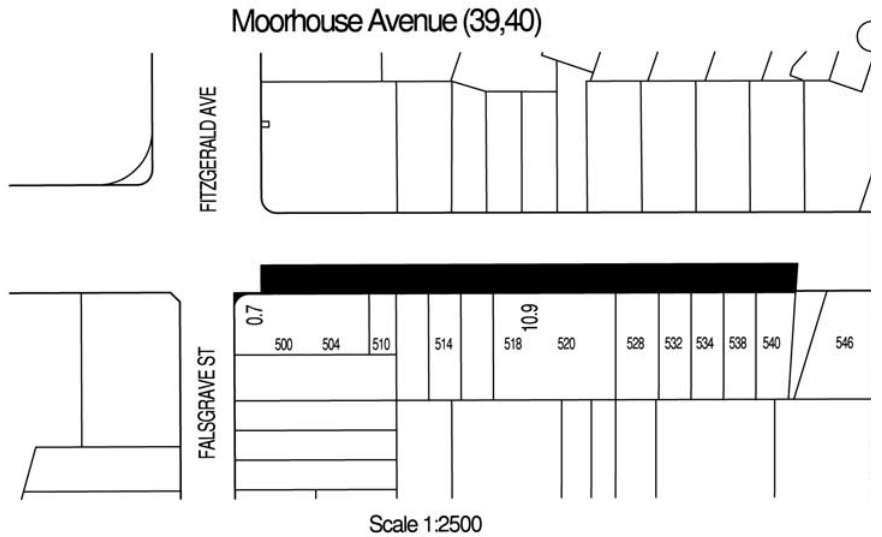 Moorhouse Avenue (39,40)
FITZGERALD AVE
0.7
10.9
500 504 510 514 518 520 528 532 534 538 540 546
FALSGRAVE ST
Scale 1:2500